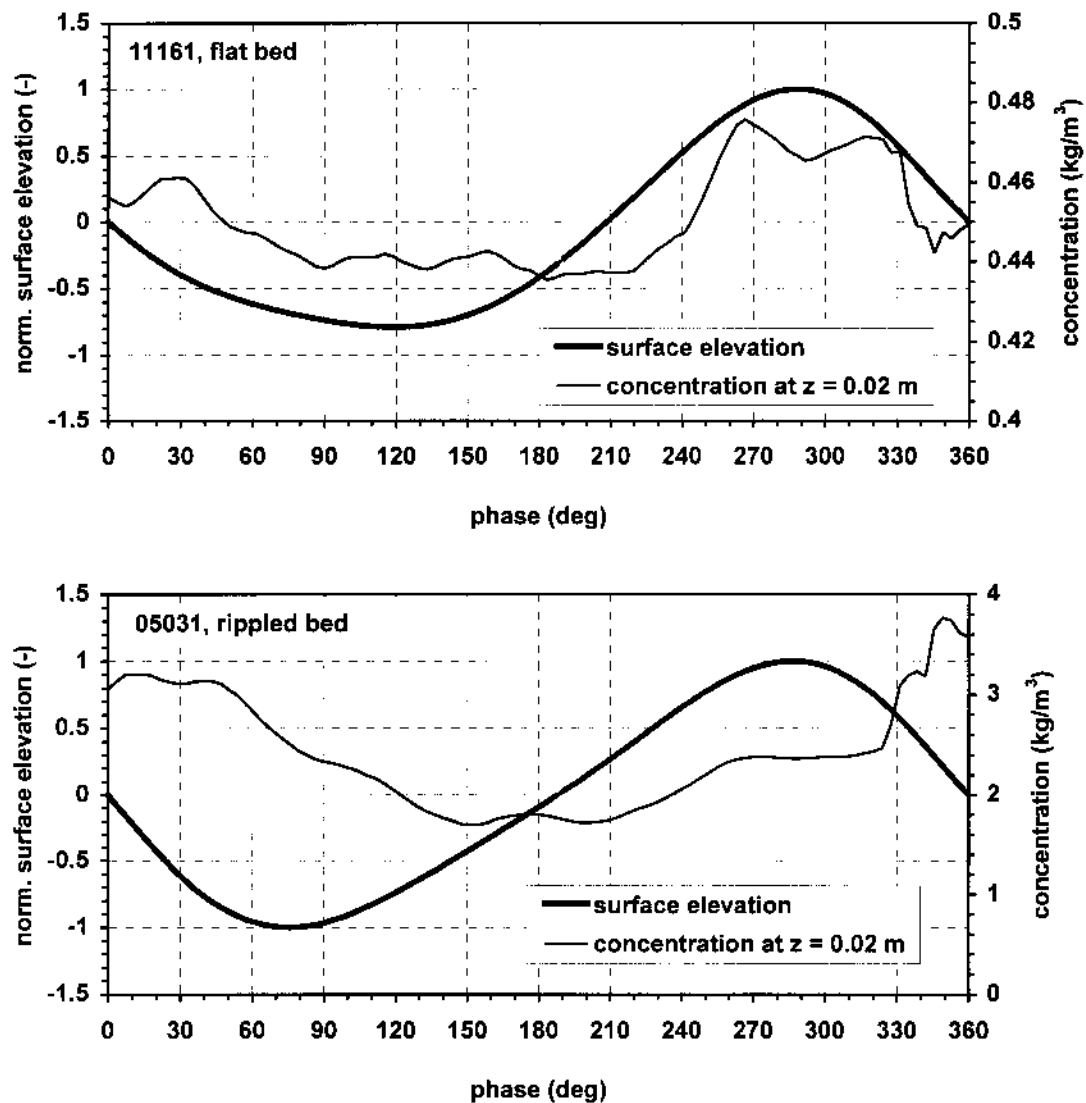 11161, flat bed
norm. surface elevation (-)
1.5
1
0.5
0
-0.5
-1
-1.5
concentration (kg/m³)
0.5
0.48
0.46
0.44
0.42
0.4
surface elevation
concentration at z = 0.02 m
0 30 60 90 120 150 180 210 240 270 300 330 360
phase (deg)
05031, rippled bed
norm. surface elevation (-)
1.5
1
0.5
0
-0.5
-1
-1.5
concentration (kg/m³)
4
3
2
1
0
surface elevation
concentration at z = 0.02 m
0 30 60 90 120 150 180 210 240 270 300 330 360
phase (deg)